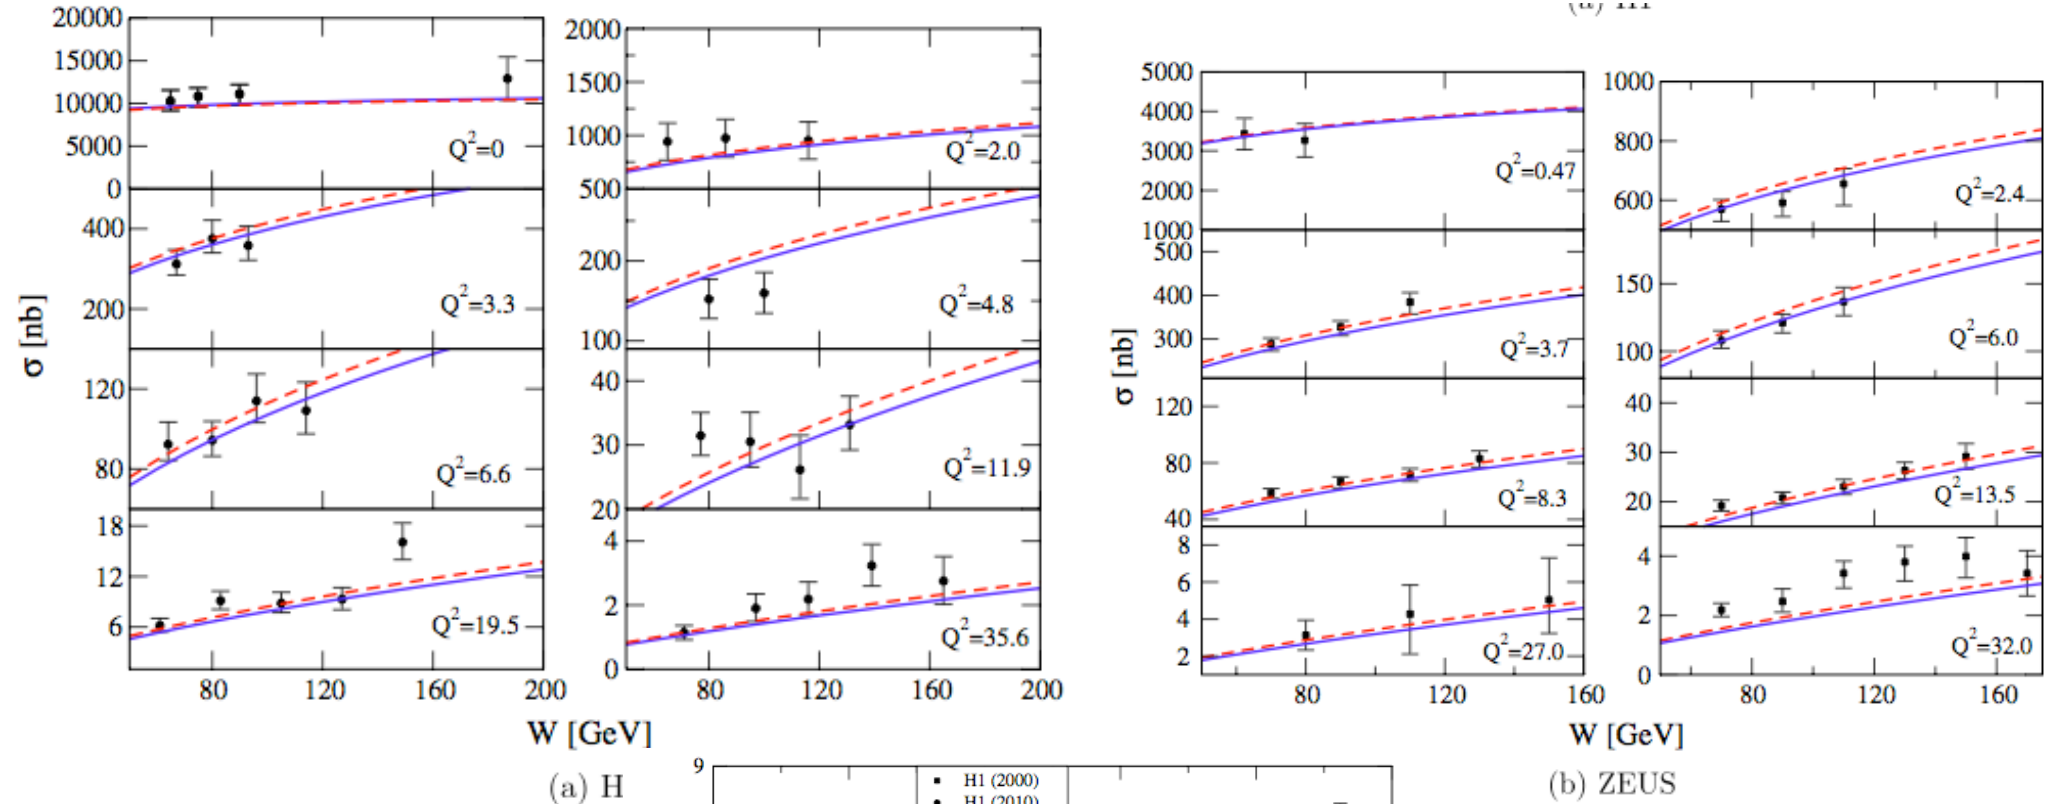 (a) H1
20000
15000
10000
5000
0
Q²=0
2000
1500
1000
500
Q²=2.0
400
200
Q²=3.3
200
100
Q²=4.8
120
80
Q²=6.6
40
30
20
Q²=11.9
18
12
6
Q²=19.5
4
2
0
Q²=35.6
80 120 160 200
80 120 160 200
σ [nb]
W [GeV]
(a) H
5000
4000
3000
2000
1000
Q²=0.47
1000
800
600
Q²=2.4
500
400
300
Q²=3.7
150
100
Q²=6.0
120
80
40
Q²=8.3
40
30
20
Q²=13.5
8
6
4
2
Q²=27.0
4
2
0
Q²=32.0
80 120 160
80 120 160
σ [nb]
W [GeV]
(b) ZEUS
9
H1 (2000)
H1 (2010)